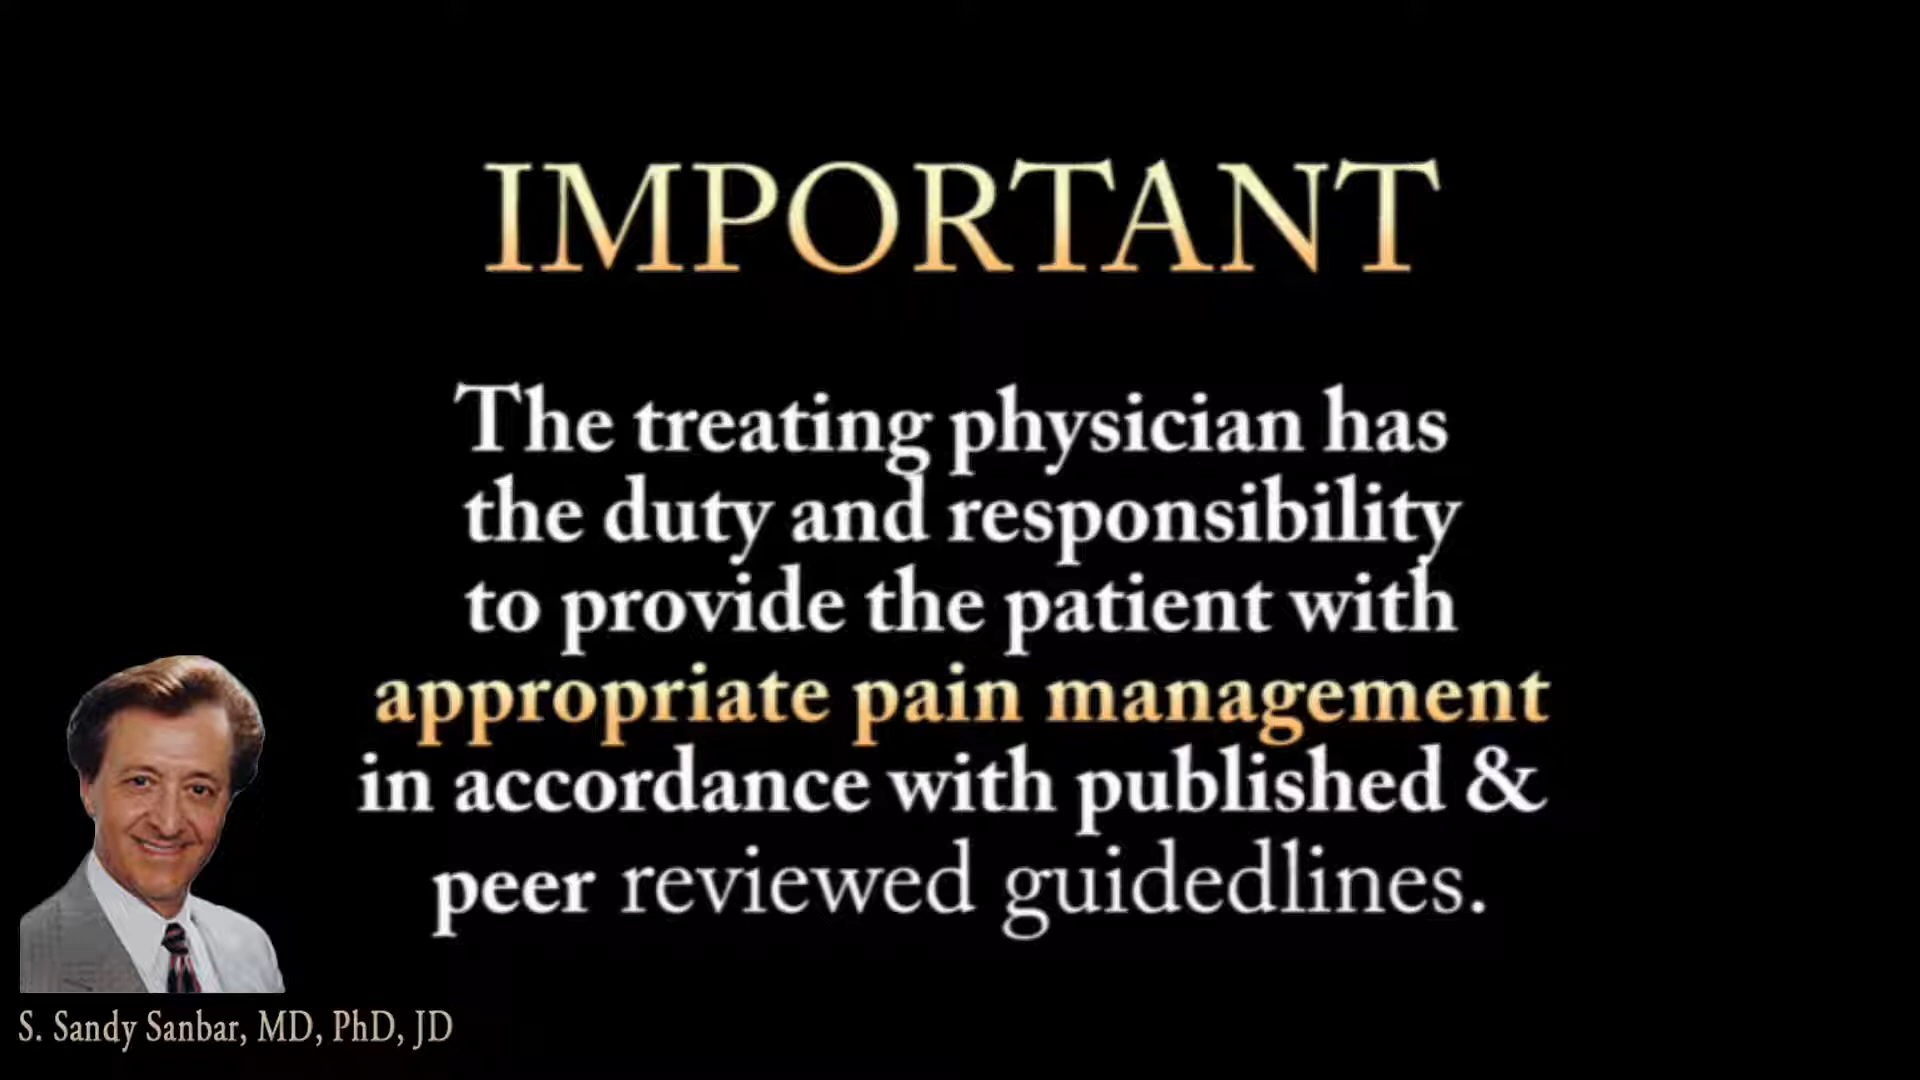 IMPORTANT
The treating physician has
the duty and responsibility
to provide the patient with
appropriate pain management
in accordance with published &
peer reviewed guidedlines.
S. Sandy Sanbar, MD, PhD, JD